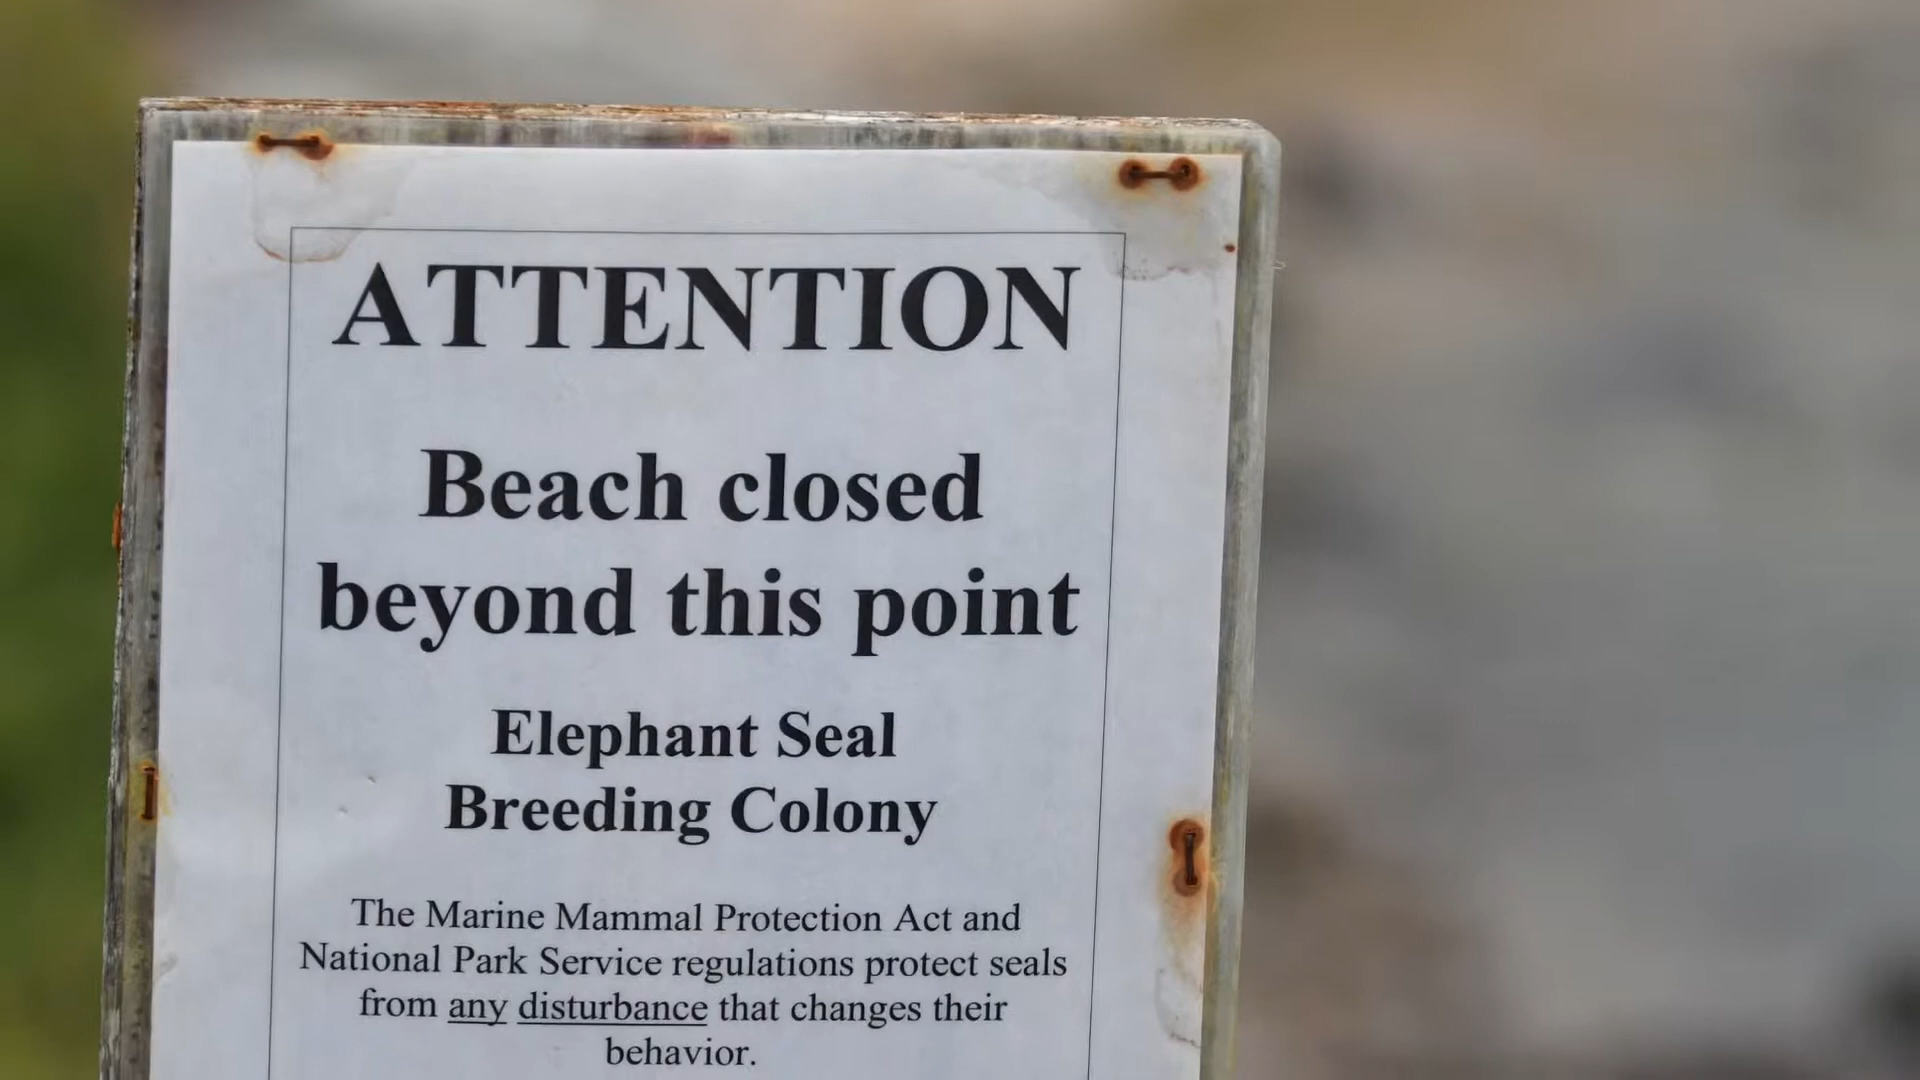 ATTENTION
Beach closed
beyond this point
Elephant Seal
Breeding Colony
The Marine Mammal Protection Act and
National Park Service regulations protect seals
from any disturbance that changes their
behavior.